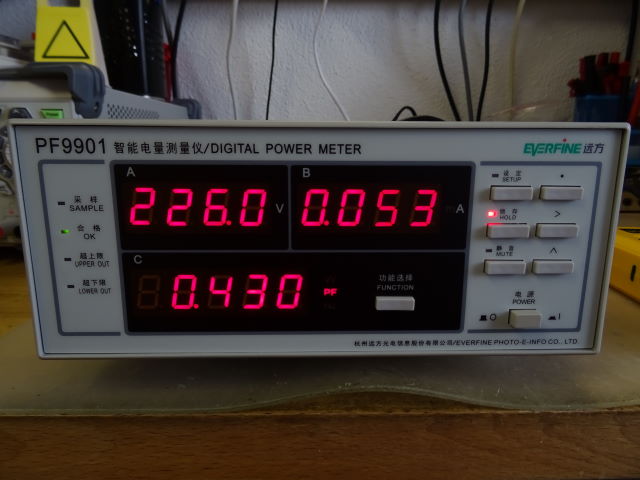 PF9901 智能电量测量仪/DIGITAL POWER METER
EVERFINE 远方
A
226.0 V
B
0.053 A
C
0.430 PF
功能选择
FUNCTION
采样
SAMPLE
合格
OK
超上限
UPPER OUT
超下限
LOWER OUT
设定
SETUP
锁存
HOLD
>
静音
MUTE
^
电源
POWER
杭州远方光电信息股份有限公司/EVERFINE PHOTO-E-INFO CO., LTD.